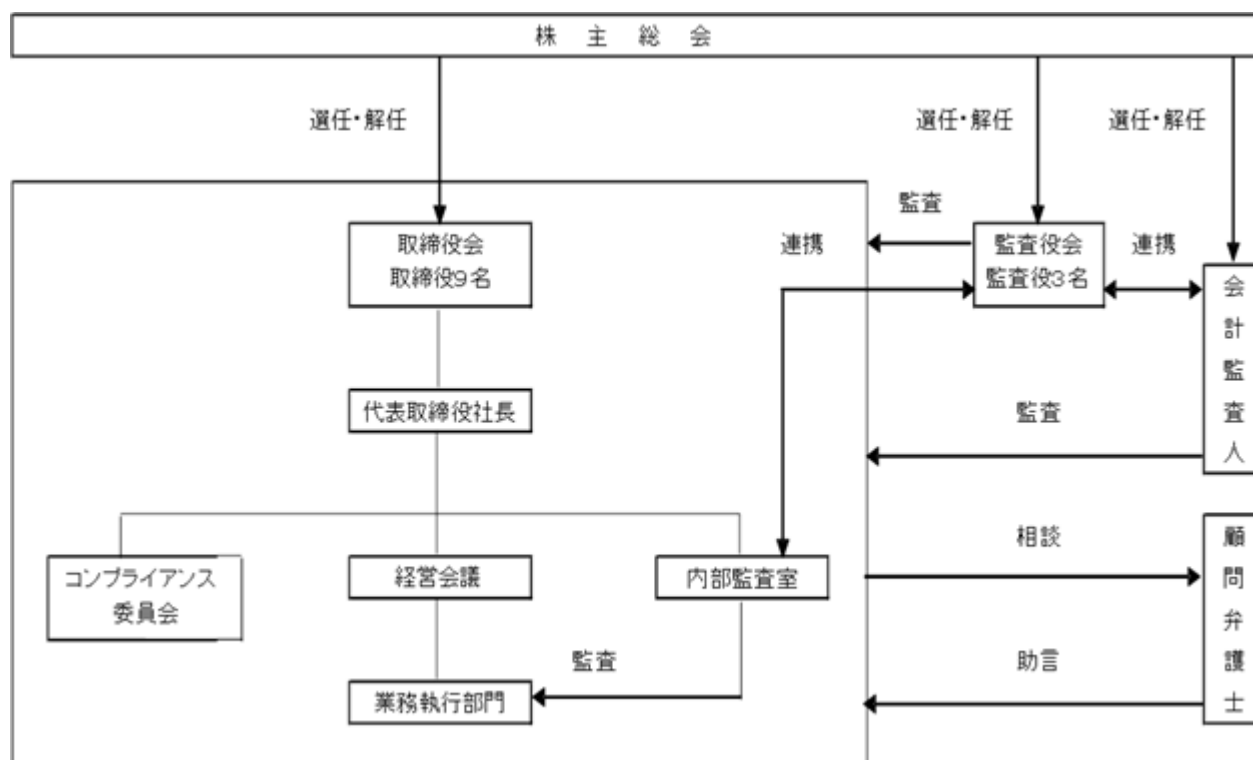 株主総会
選任・解任
選任・解任
選任・解任
監査
取締役会
取締役9名
連携
監査役会
監査役3名
連携
会計監査人
代表取締役社長
監査
コンプライアンス
委員会
経営会議
内部監査室
相談
顧問弁護士
監査
助言
業務執行部門